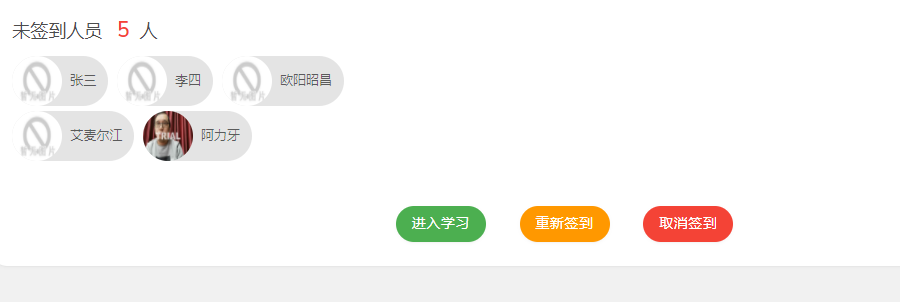 未签到人员 5 人
张三 李四 欧阳昭昌
艾麦尔江 TRIAL 阿力牙
进入学习 重新签到 取消签到